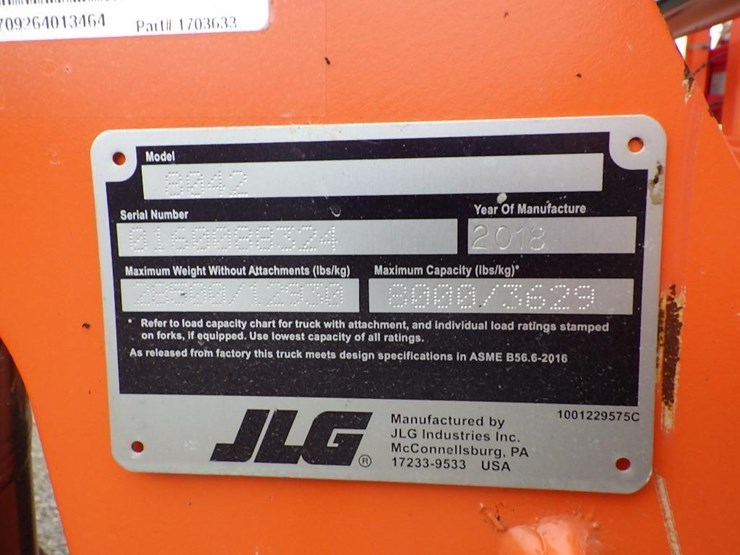 709264013464 Part# 1703633
Model
8042
Serial Number
0160088324
Year Of Manufacture
2018
Maximum Weight Without Attachments (lbs/kg)
28500/12930
Maximum Capacity (lbs/kg)*
8000/3629
* Refer to load capacity chart for truck with attachment, and individual load ratings stamped
on forks, if equipped. Use lowest capacity of all ratings.
As released from factory this truck meets design specifications in ASME B56.6-2016
JLG®
Manufactured by
JLG Industries Inc.
McConnellsburg, PA
17233-9533 USA
1001229575C